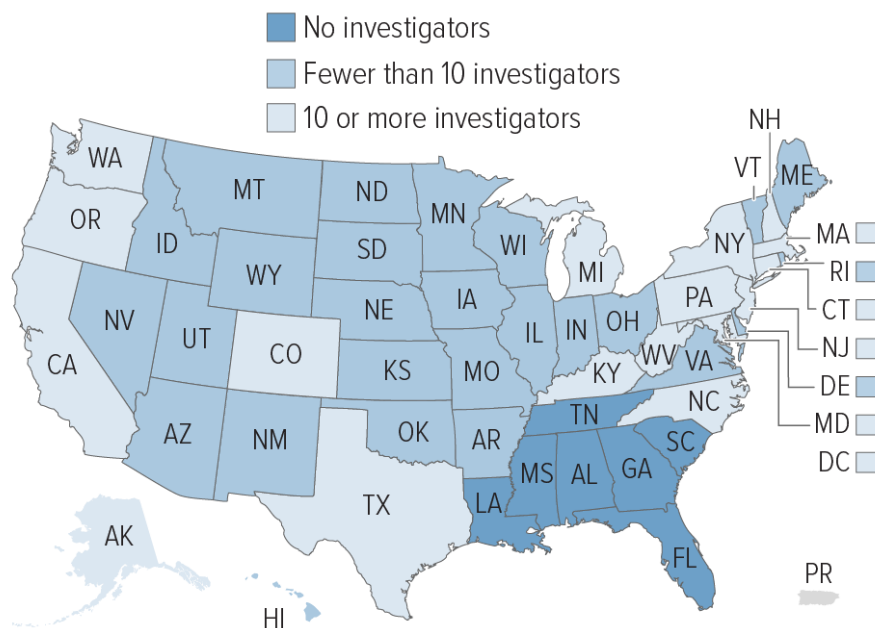 No investigators
Fewer than 10 investigators
10 or more investigators
NH
VT
WA
ME
MT
ND
MN
OR
MA
NY
ID
WI
SD
RI
WY
MI
CT
PA
IA
NE
NV
OH
IL
IN
NJ
UT
CO
WV
VA
CA
KS
MO
KY
DE
NC
TN
MD
AZ
OK
NM
AR
SC
DC
MS
AL
GA
LA
TX
AK
FL
PR
HI